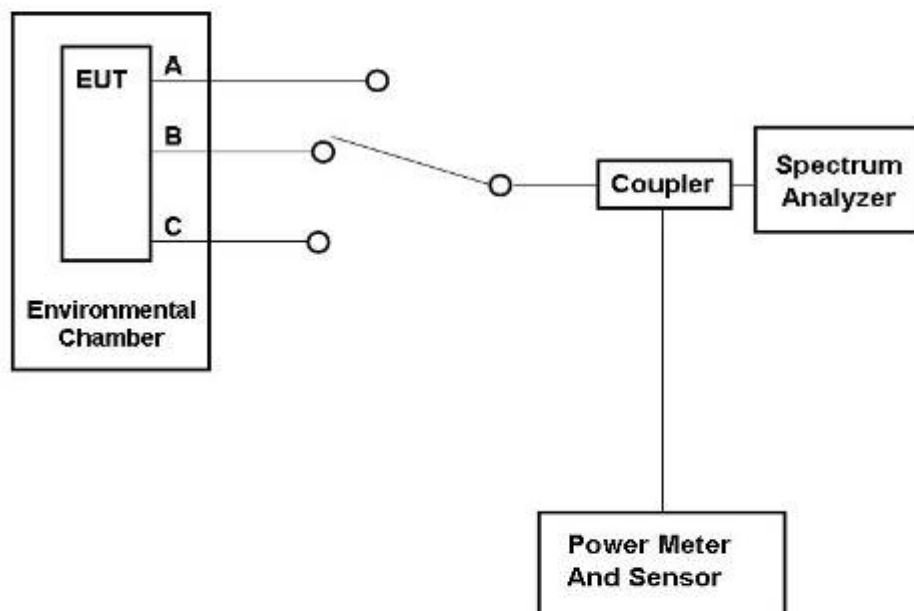 EUT
A
B
C
Environmental
Chamber
Coupler
Spectrum
Analyzer
Power Meter
And Sensor